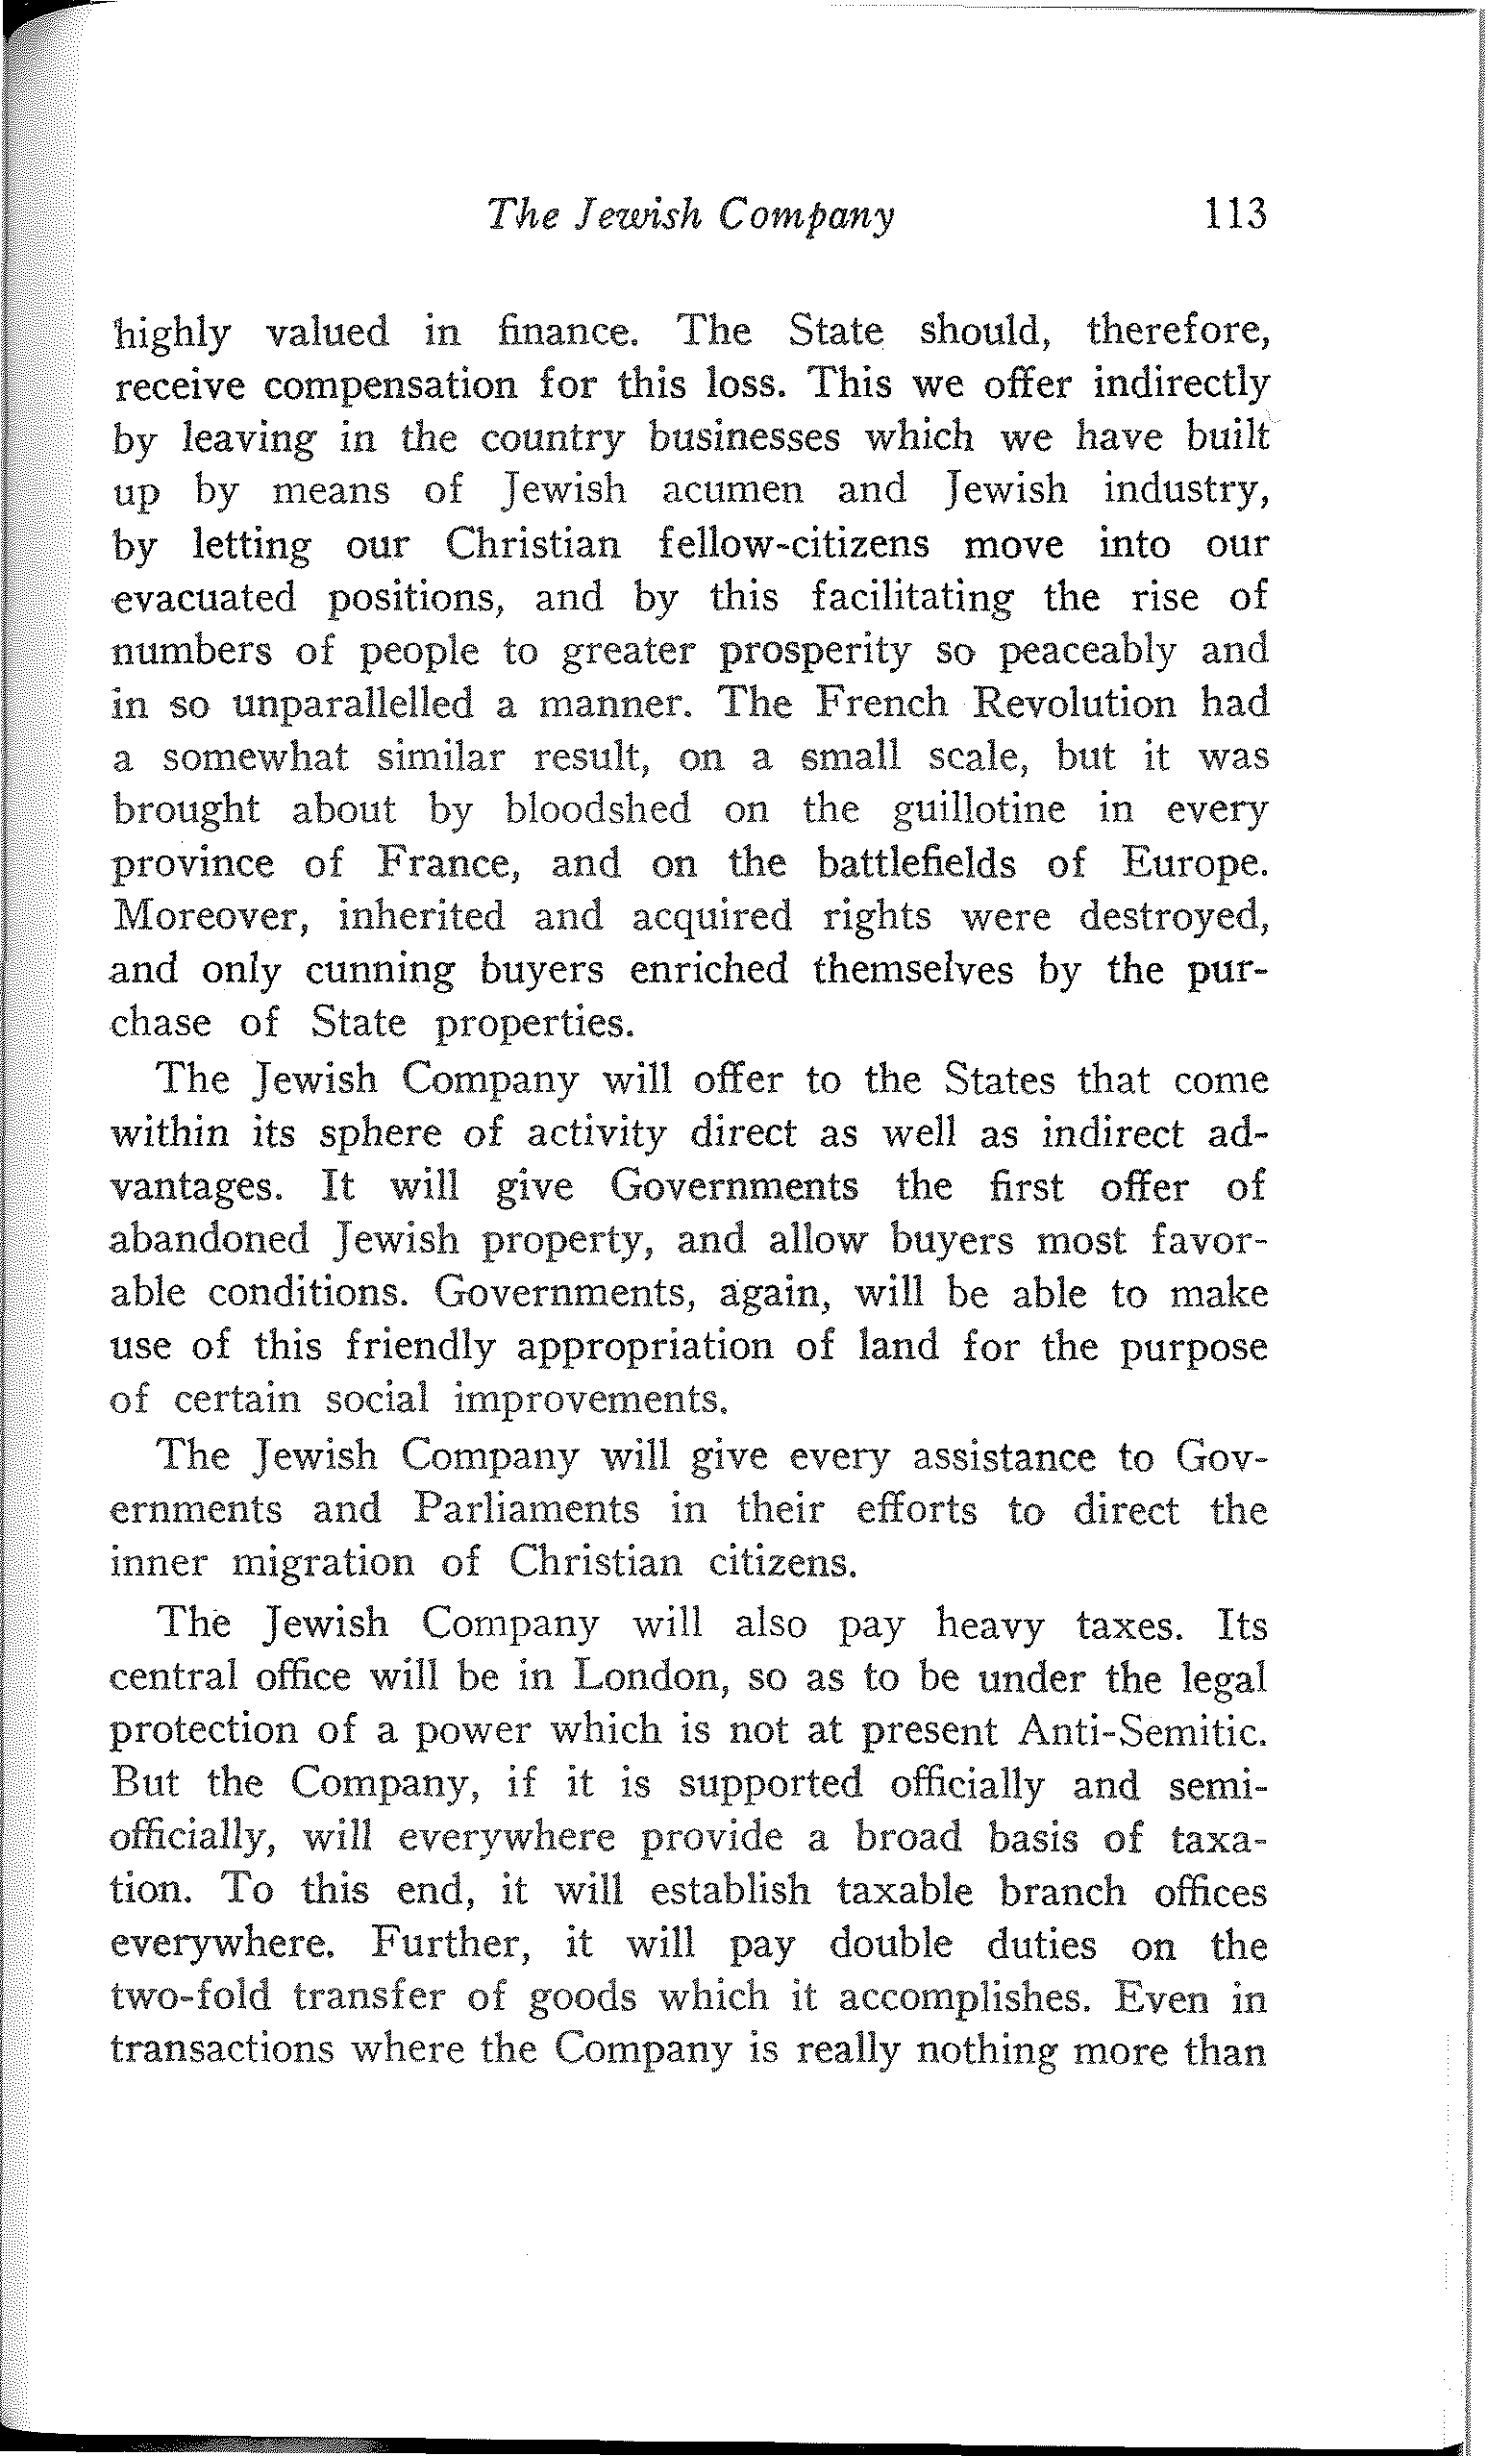 The Jewish Company 113
highly valued in finance. The State should, therefore,
receive compensation for this loss. This we offer indirectly
by leaving in the country businesses which we have built
up by means of Jewish acumen and Jewish industry,
by letting our Christian fellow-citizens move into our
evacuated positions, and by this facilitating the rise of
numbers of people to greater prosperity so peaceably and
in so unparallelled a manner. The French Revolution had
a somewhat similar result, on a small scale, but it was
brought about by bloodshed on the guillotine in every
province of France, and on the battlefields of Europe.
Moreover, inherited and acquired rights were destroyed,
and only cunning buyers enriched themselves by the pur-
chase of State properties.
The Jewish Company will offer to the States that come
within its sphere of activity direct as well as indirect ad-
vantages. It will give Governments the first offer of
abandoned Jewish property, and allow buyers most favor-
able conditions. Governments, again, will be able to make
use of this friendly appropriation of land for the purpose
of certain social improvements.
The Jewish Company will give every assistance to Gov-
ernments and Parliaments in their efforts to direct the
inner migration of Christian citizens.
The Jewish Company will also pay heavy taxes. Its
central office will be in London, so as to be under the legal
protection of a power which is not at present Anti-Semitic.
But the Company, if it is supported officially and semi-
officially, will everywhere provide a broad basis of taxa-
tion. To this end, it will establish taxable branch offices
everywhere. Further, it will pay double duties on the
two-fold transfer of goods which it accomplishes. Even in
transactions where the Company is really nothing more than